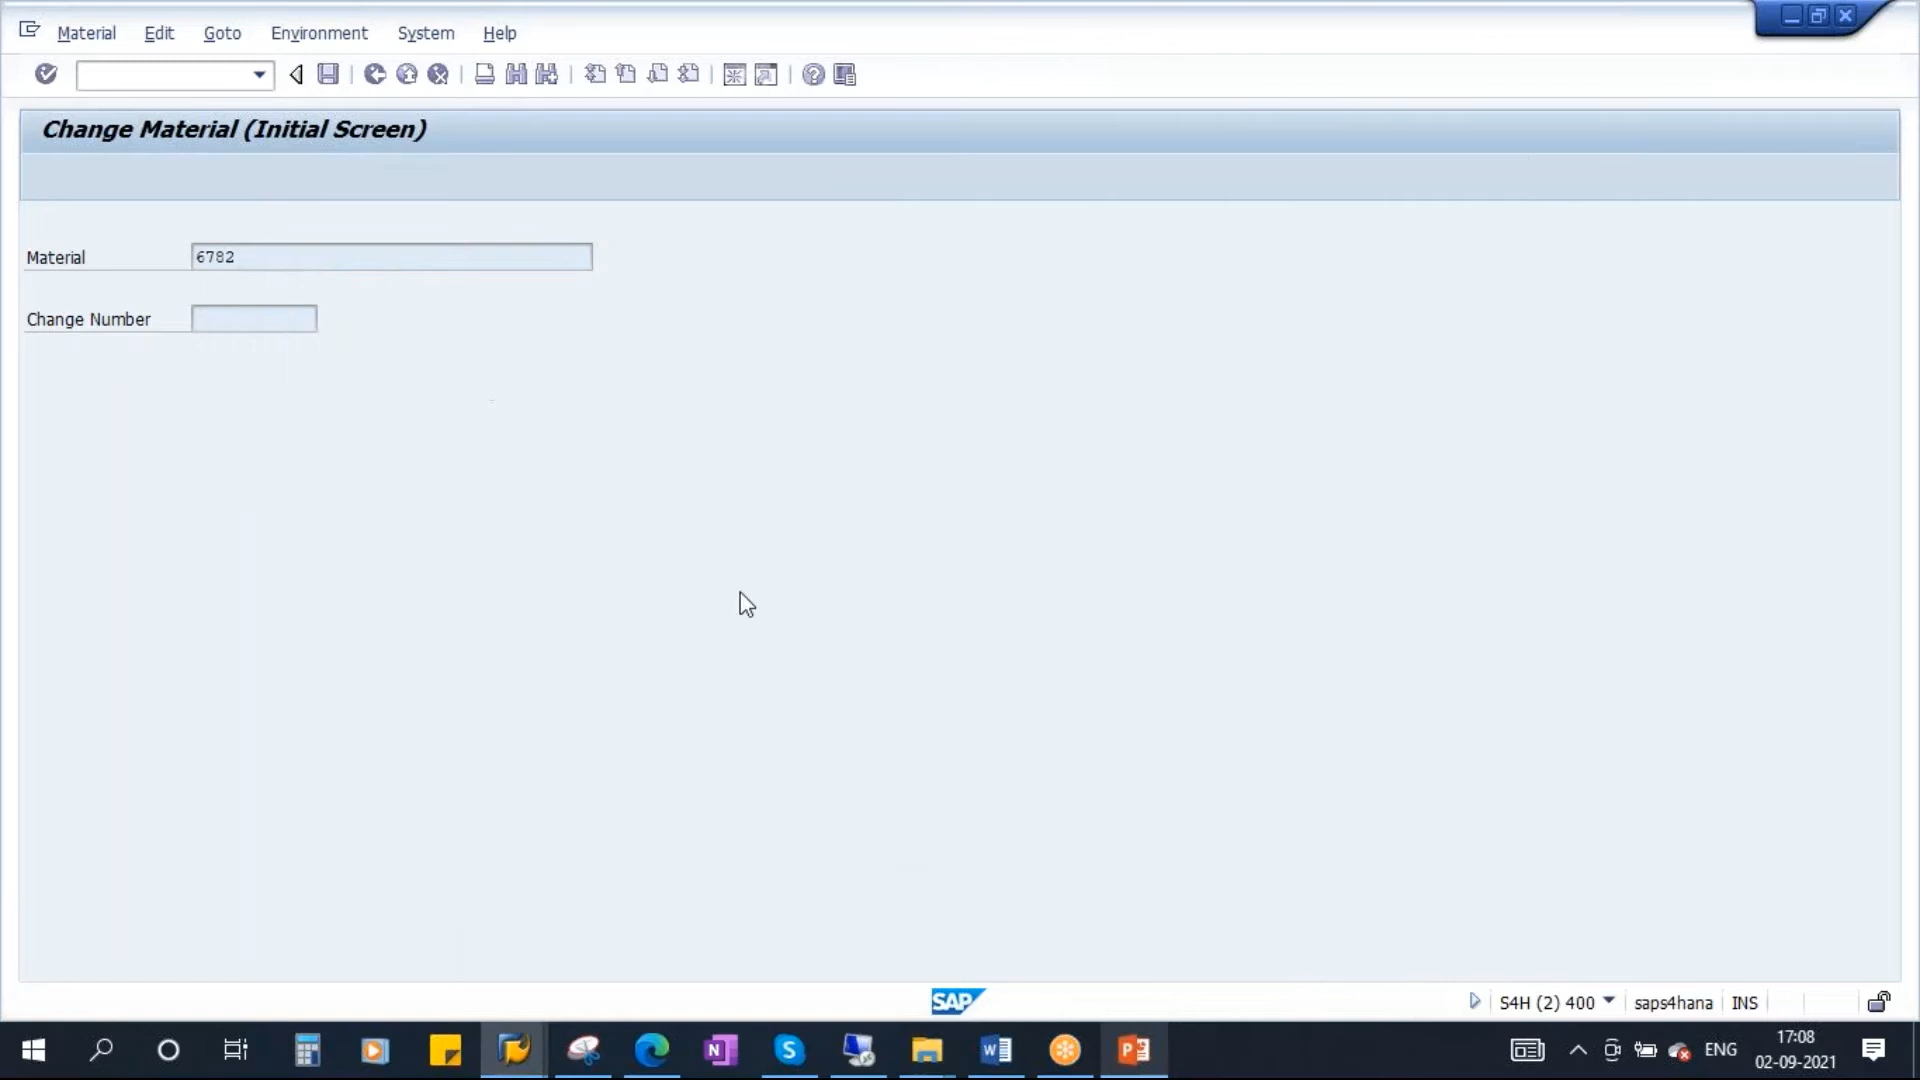 Material Edit Goto Environment System Help
Change Material (Initial Screen)
Material 6782
Change Number
SAP
S4H (2) 400 saps4hana INS
17:08
ENG
02-09-2021